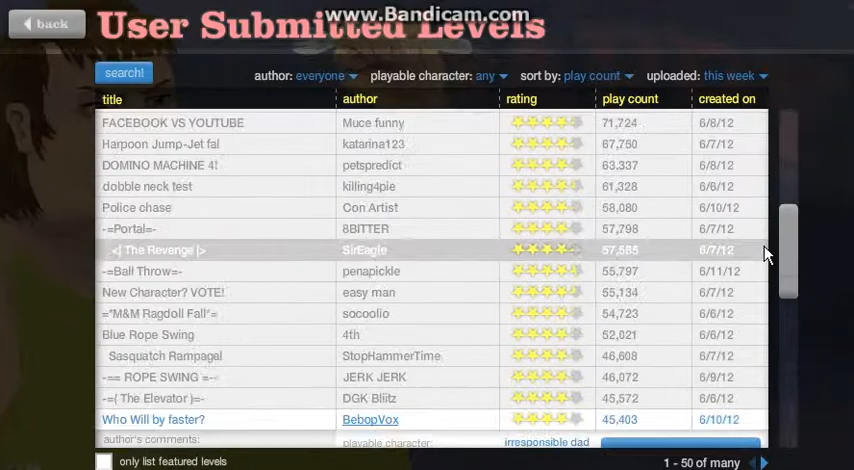 www.Bandicam.com
back
User Submitted Levels
search!
author: everyone playable character: any sort by: play count uploaded: this week
title author rating play count created on
FACEBOOK VS YOUTUBE Muce funny 71,724 6/8/12
Harpoon Jump-Jet fal katarina123 67,750 6/7/12
DOMINO MACHINE 4! petspredict 63,337 6/8/12
dobble neck test killing4pie 61,328 6/6/12
Police chase Con Artist 58,080 6/10/12
-=Portal=- 8BITTER 57,798 6/7/12
<| The Revenge |> SirEagle 57,565 6/7/12
-=Ball Throw=- penapickle 55,797 6/11/12
New Character? VOTE! easy man 55,134 6/7/12
="M&M Ragdoll Fall"= socoolio 54,723 6/6/12
Blue Rope Swing 4th 52,021 6/6/12
Sasquatch Rampage! StopHammerTime 46,608 6/7/12
-== ROPE SWING =-- JERK JERK 46,072 6/9/12
-={ The Elevator }=- DGK Bliitz 45,572 6/6/12
Who Will by faster? BebopVox 45,403 6/10/12
author's comments: playable character: irresponsible dad
only list featured levels 1 - 50 of many